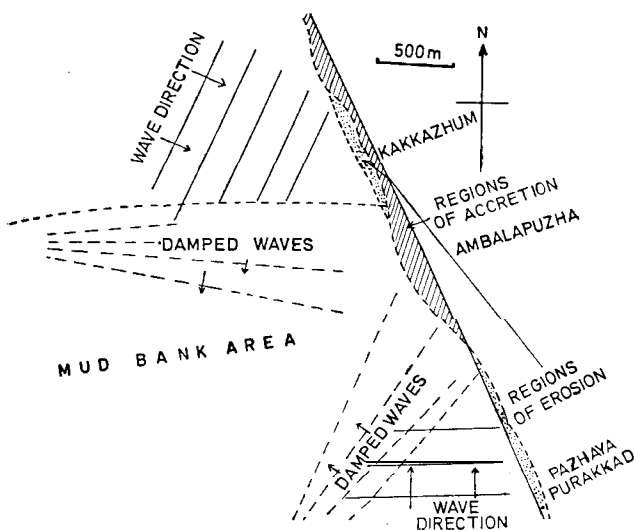 500m
N
WAVE DIRECTION
KAKKAZHUM
REGIONS
OF ACCRETION
AMBALAPUZHA
DAMPED WAVES
MUD BANK AREA
REGIONS
OF EROSION
DAMPED WAVES
PAZHAYA
PURAKKAD
WAVE
DIRECTION